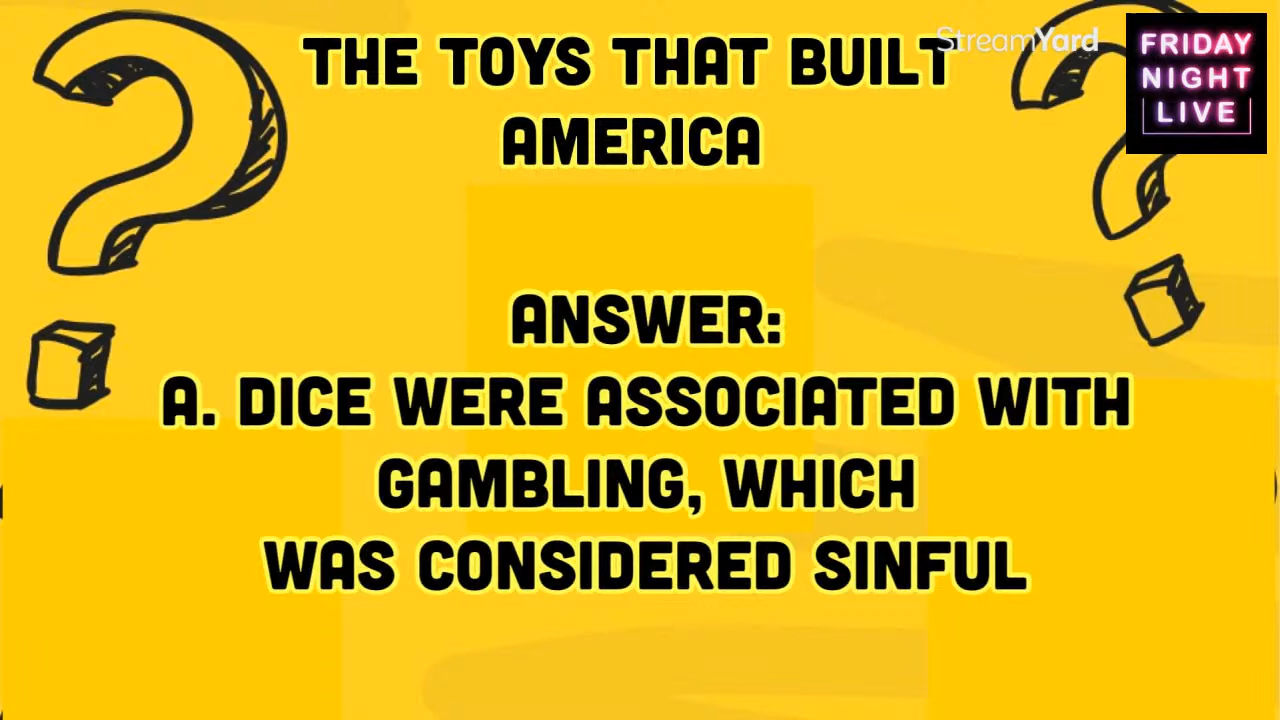 THE TOYS THAT BUILT
AMERICA
StreamYard
FRIDAY
NIGHT
LIVE
ANSWER:
A. DICE WERE ASSOCIATED WITH
GAMBLING, WHICH
WAS CONSIDERED SINFUL